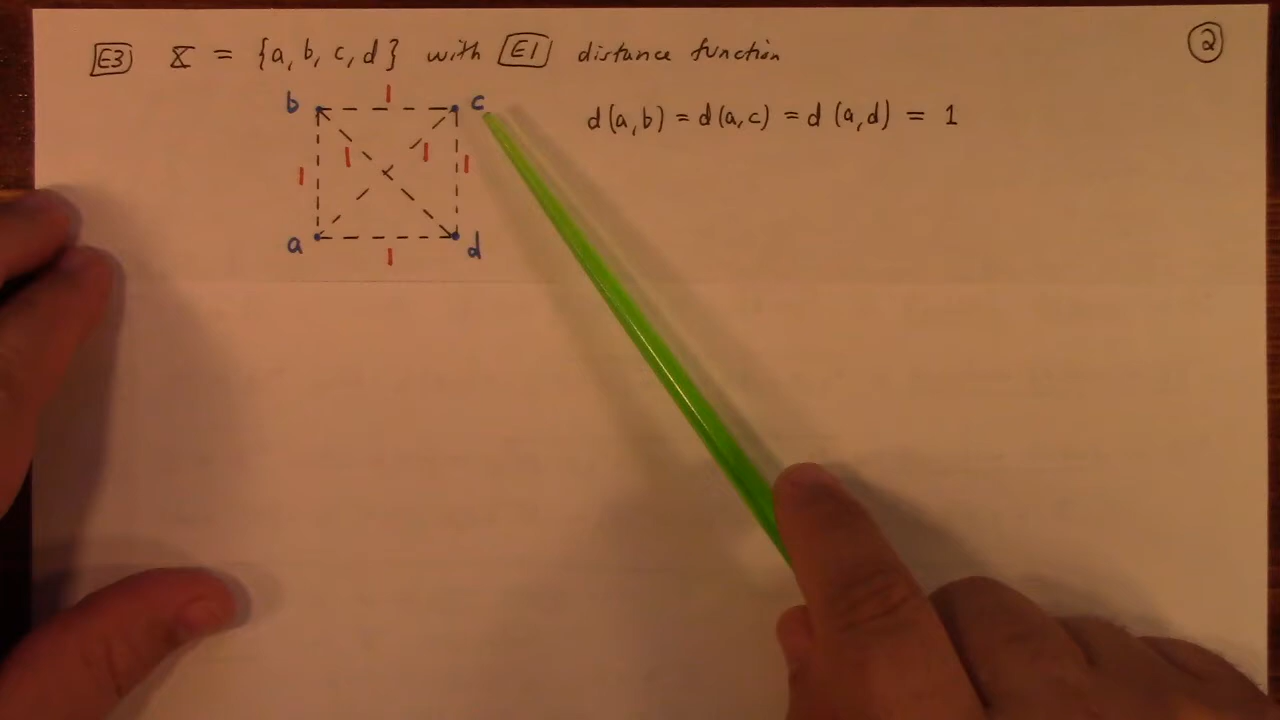 E3 X = {a, b, c, d} with E1 distance function
2
b 1 c
d(a,b) = d(a,c) = d(a,d) = 1
1 1 1 1
a 1 d